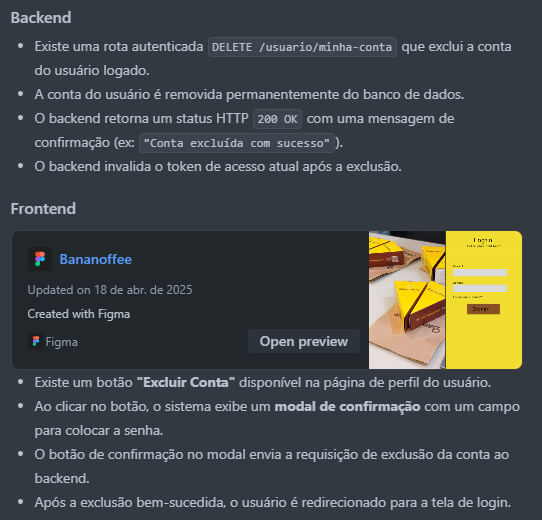 Backend
• Existe uma rota autenticada DELETE /usuario/minha-conta que exclui a conta
do usuário logado.
• A conta do usuário é removida permanentemente do banco de dados.
• O backend retorna um status HTTP 200 OK com uma mensagem de
confirmação (ex: "Conta excluída com sucesso").
• O backend invalida o token de acesso atual após a exclusão.
Frontend
Bananoffee
Updated on 18 de abr. de 2025
Created with Figma
Figma
Open preview
Login
Entrar
• Existe um botão "Excluir Conta" disponível na página de perfil do usuário.
• Ao clicar no botão, o sistema exibe um modal de confirmação com um campo
para colocar a senha.
• O botão de confirmação no modal envia a requisição de exclusão da conta ao
backend.
• Após a exclusão bem-sucedida, o usuário é redirecionado para a tela de login.